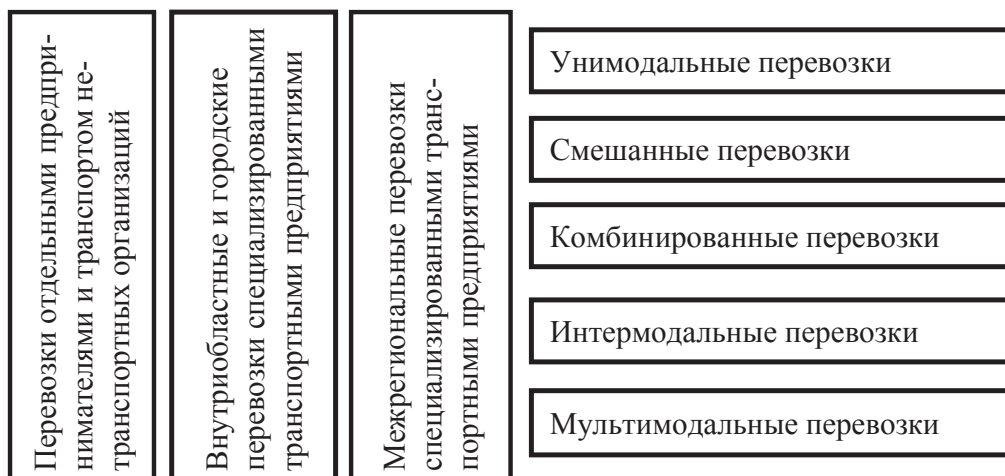 Перевозки отдельными предпри-
нимателями и транспортом не-
транспортных организаций
Внутриобластные и городские
перевозки специализированными
транспортными предприятиями
Межрегиональные перевозки
специализированными транс-
портными предприятиями
Унимодальные перевозки
Смешанные перевозки
Комбинированные перевозки
Интермодальные перевозки
Мультимодальные перевозки